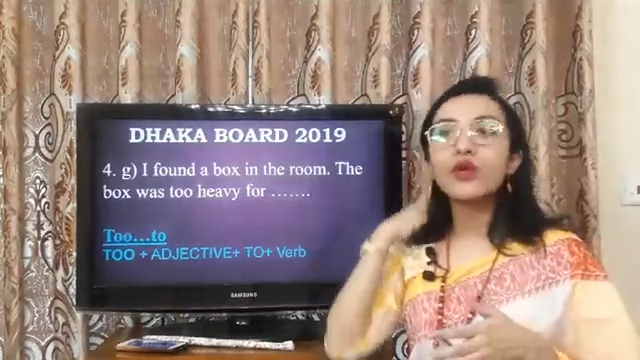 DHAKA BOARD 2019
4. g) I found a box in the room. The
box was too heavy for …….
Too…to
TOO + ADJECTIVE+ TO+ Verb
SAMSUNG